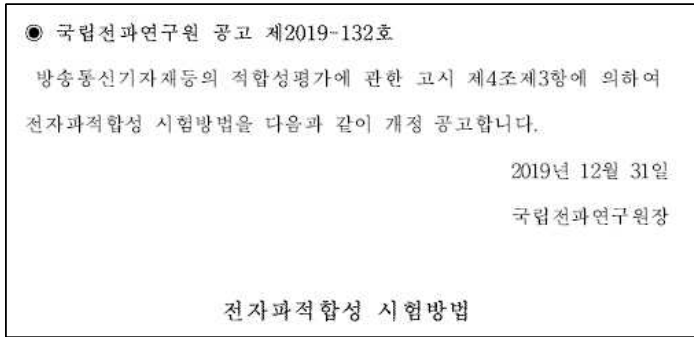 ◉ 국립전파연구원 공고 제2019-132호
방송통신기자재등의 적합성평가에 관한 고시 제4조제3항에 의하여
전자파적합성 시험방법을 다음과 같이 개정 공고합니다.
2019년 12월 31일
국립전파연구원장
전자파적합성 시험방법